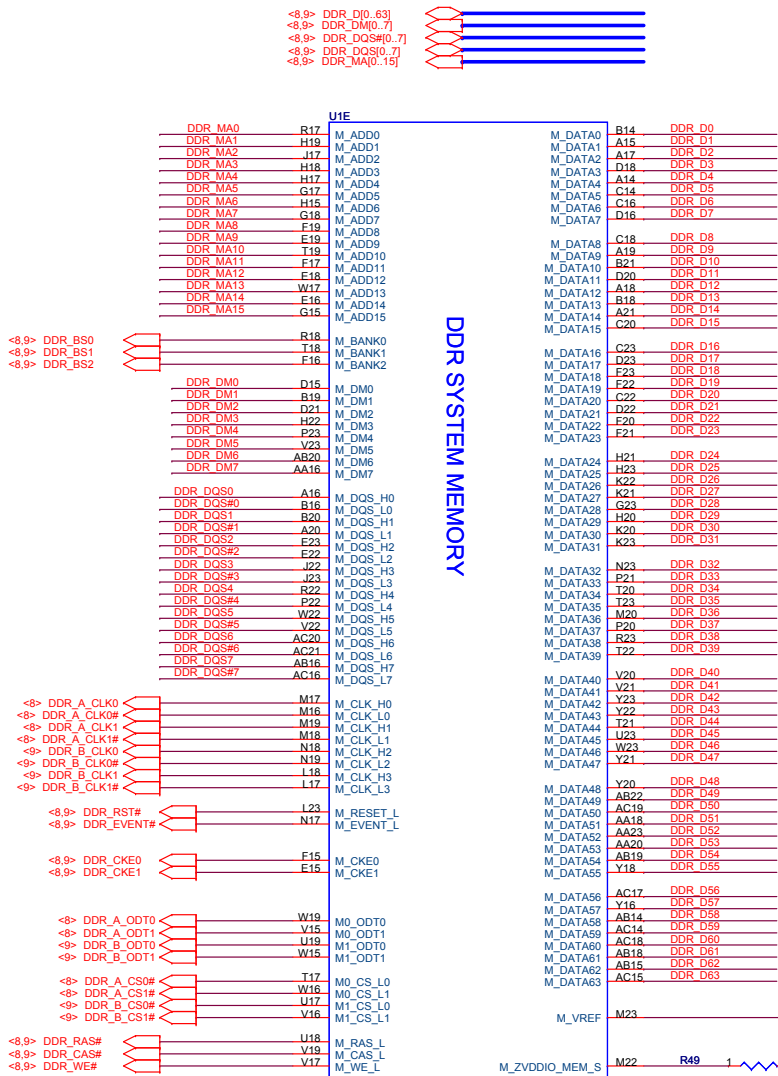 <8,9> DDR_D[0..63]
<8,9> DDR_DM[0..7]
<8,9> DDR_DQS#[0..7]
<8,9> DDR_DQS[0..7]
<8,9> DDR_MA[0..15]
U1E
DDR_MA0 R17 M_ADD0 M_DATA0 B14 DDR_D0
DDR_MA1 H19 M_ADD1 M_DATA1 A15 DDR_D1
DDR_MA2 J17 M_ADD2 M_DATA2 A17 DDR_D2
DDR_MA3 H18 M_ADD3 M_DATA3 D18 DDR_D3
DDR_MA4 H17 M_ADD4 M_DATA4 A14 DDR_D4
DDR_MA5 G17 M_ADD5 M_DATA5 C14 DDR_D5
DDR_MA6 H15 M_ADD6 M_DATA6 C16 DDR_D6
DDR_MA7 G18 M_ADD7 M_DATA7 D16 DDR_D7
DDR_MA8 F19 M_ADD8
DDR_MA9 E19 M_ADD9 M_DATA8 C18 DDR_D8
DDR_MA10 T19 M_ADD10 M_DATA9 A19 DDR_D9
DDR_MA11 F17 M_ADD11 M_DATA10 B21 DDR_D10
DDR_MA12 E18 M_ADD12 M_DATA11 D20 DDR_D11
DDR_MA13 W17 M_ADD13 M_DATA12 A18 DDR_D12
DDR_MA14 E16 M_ADD14 M_DATA13 B18 DDR_D13
DDR_MA15 G15 M_ADD15 M_DATA14 A21 DDR_D14
M_DATA15 C20 DDR_D15
<8,9> DDR_BS0 R18 M_BANK0
<8,9> DDR_BS1 T18 M_BANK1 M_DATA16 C23 DDR_D16
<8,9> DDR_BS2 F16 M_BANK2 M_DATA17 D23 DDR_D17
M_DATA18 F23 DDR_D18
DDR_DM0 D15 M_DM0 M_DATA19 F22 DDR_D19
DDR_DM1 B19 M_DM1 M_DATA20 C22 DDR_D20
DDR_DM2 D21 M_DM2 M_DATA21 D22 DDR_D21
DDR_DM3 H22 M_DM3 M_DATA22 F20 DDR_D22
DDR_DM4 P23 M_DM4 M_DATA23 F21 DDR_D23
DDR_DM5 V23 M_DM5
DDR_DM6 AB20 M_DM6 M_DATA24 H21 DDR_D24
DDR_DM7 AA16 M_DM7 M_DATA25 H23 DDR_D25
M_DATA26 K22 DDR_D26
DDR_DQS0 A16 M_DQS_H0 M_DATA27 K21 DDR_D27
DDR_DQS#0 B16 M_DQS_L0 M_DATA28 G23 DDR_D28
DDR_DQS1 B20 M_DQS_H1 M_DATA29 H20 DDR_D29
DDR_DQS#1 A20 M_DQS_L1 M_DATA30 K20 DDR_D30
DDR_DQS2 E23 M_DQS_H2 M_DATA31 K23 DDR_D31
DDR_DQS#2 E22 M_DQS_L2
DDR_DQS3 J22 M_DQS_H3 M_DATA32 N23 DDR_D32
DDR_DQS#3 J23 M_DQS_L3 M_DATA33 P21 DDR_D33
DDR_DQS4 R22 M_DQS_H4 M_DATA34 T20 DDR_D34
DDR_DQS#4 P22 M_DQS_L4 M_DATA35 T23 DDR_D35
DDR_DQS5 W22 M_DQS_H5 M_DATA36 M20 DDR_D36
DDR_DQS#5 V22 M_DQS_L5 M_DATA37 P20 DDR_D37
DDR_DQS6 AC20 M_DQS_H6 M_DATA38 R23 DDR_D38
DDR_DQS#6 AC21 M_DQS_L6 M_DATA39 T22 DDR_D39
DDR_DQS7 AB16 M_DQS_H7
DDR_DQS#7 AC16 M_DQS_L7 M_DATA40 V20 DDR_D40
M_DATA41 V21 DDR_D41
<8> DDR_A_CLK0 M17 M_CLK_H0 M_DATA42 Y23 DDR_D42
<8> DDR_A_CLK0# M16 M_CLK_L0 M_DATA43 Y22 DDR_D43
<8> DDR_A_CLK1 M19 M_CLK_H1 M_DATA44 T21 DDR_D44
<8> DDR_A_CLK1# M18 M_CLK_L1 M_DATA45 U23 DDR_D45
<9> DDR_B_CLK0 N18 M_CLK_H2 M_DATA46 W23 DDR_D46
<9> DDR_B_CLK0# N19 M_CLK_L2 M_DATA47 Y21 DDR_D47
<9> DDR_B_CLK1 L18 M_CLK_H3
<9> DDR_B_CLK1# L17 M_CLK_L3 M_DATA48 Y20 DDR_D48
M_DATA49 AB22 DDR_D49
<8,9> DDR_RST# L23 M_RESET_L M_DATA50 AC19 DDR_D50
<8,9> DDR_EVENT# N17 M_EVENT_L M_DATA51 AA18 DDR_D51
M_DATA52 AA23 DDR_D52
M_DATA53 AA20 DDR_D53
<8,9> DDR_CKE0 F15 M_CKE0 M_DATA54 AB19 DDR_D54
<8,9> DDR_CKE1 E15 M_CKE1 M_DATA55 Y18 DDR_D55
M_DATA56 AC17 DDR_D56
M_DATA57 Y16 DDR_D57
<8> DDR_A_ODT0 W19 M0_ODT0 M_DATA58 AB14 DDR_D58
<8> DDR_A_ODT1 V15 M0_ODT1 M_DATA59 AC14 DDR_D59
<9> DDR_B_ODT0 U19 M1_ODT0 M_DATA60 AC18 DDR_D60
<9> DDR_B_ODT1 W15 M1_ODT1 M_DATA61 AB18 DDR_D61
M_DATA62 AB15 DDR_D62
<8> DDR_A_CS0# T17 M0_CS_L0 M_DATA63 AC15 DDR_D63
<8> DDR_A_CS1# W16 M0_CS_L1
<9> DDR_B_CS0# U17 M1_CS_L0
<9> DDR_B_CS1# V16 M1_CS_L1 M_VREF M23
<8,9> DDR_RAS# U18 M_RAS_L
<8,9> DDR_CAS# V19 M_CAS_L
<8,9> DDR_WE# V17 M_WE_L M_ZVDDIO_MEM_S M22 R49 1
DDR SYSTEM MEMORY